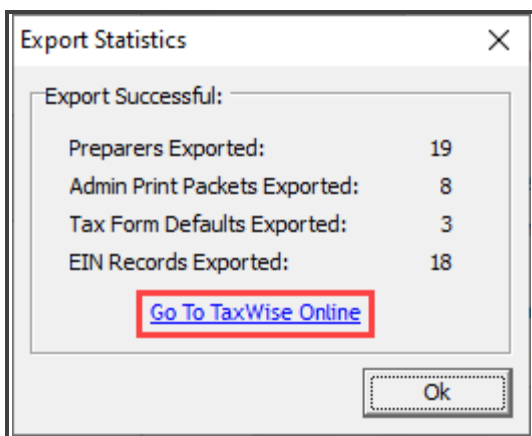 Export Statistics
Export Successful:
Preparers Exported: 19
Admin Print Packets Exported: 8
Tax Form Defaults Exported: 3
EIN Records Exported: 18
Go To TaxWise Online
Ok